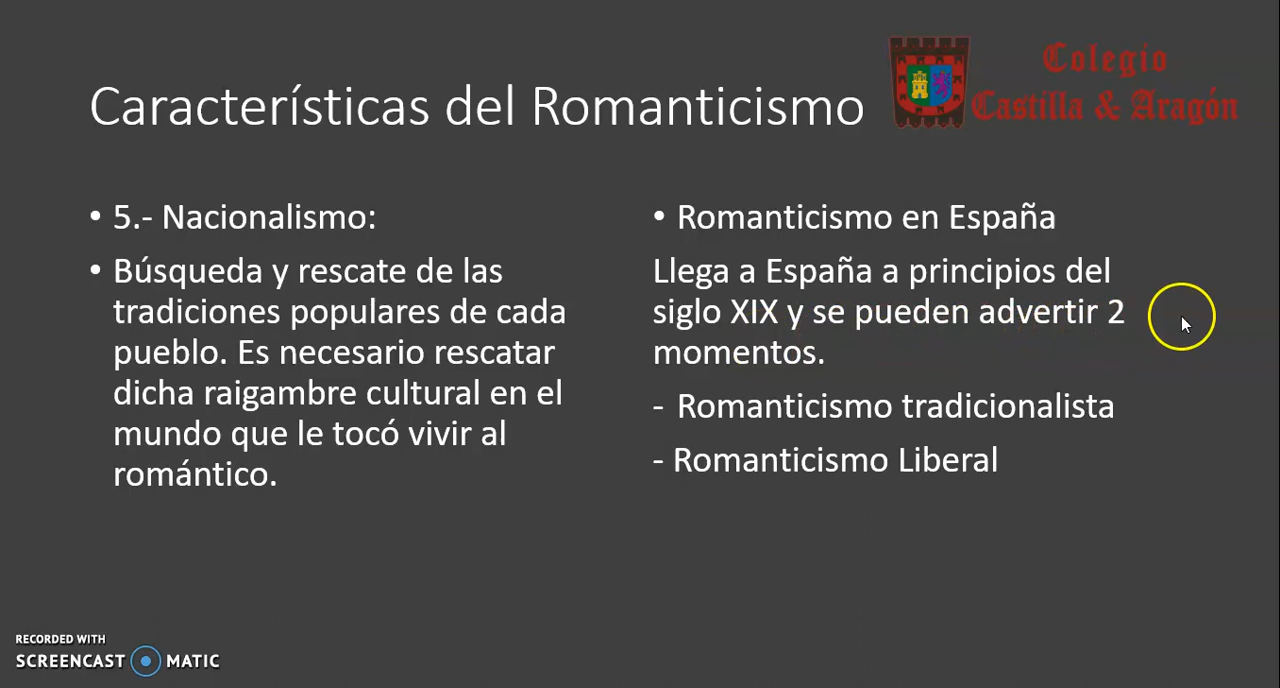 Colegio
Castilla & Aragón
Características del Romanticismo
• 5.- Nacionalismo:
• Búsqueda y rescate de las
tradiciones populares de cada
pueblo. Es necesario rescatar
dicha raigambre cultural en el
mundo que le tocó vivir al
romántico.
• Romanticismo en España
Llega a España a principios del
siglo XIX y se pueden advertir 2
momentos.
- Romanticismo tradicionalista
- Romanticismo Liberal
RECORDED WITH
SCREENCAST MATIC